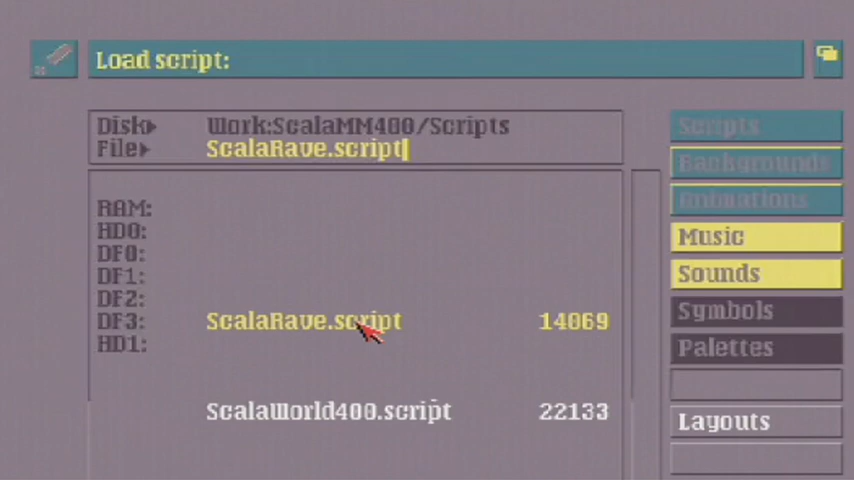 Load script:
Disk Work:ScalaMM400/Scripts
File ScalaRave.script
RAM:
HD0:
DF0:
DF1:
DF2:
DF3:
HD1:
ScalaRave.script 14069
ScalaWorld400.script 22133
Scripts
Backgrounds
Animations
Music
Sounds
Symbols
Palettes
Layouts